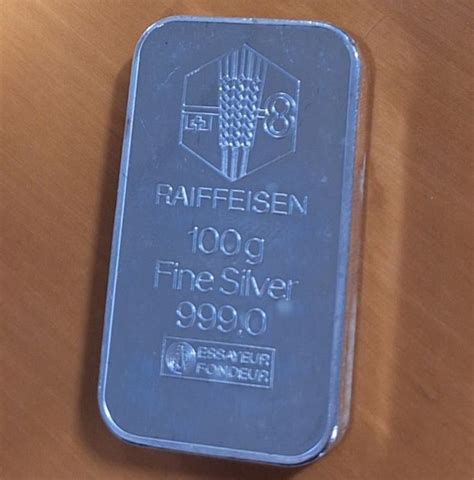 RAIFFEISEN
100g
Fine Silver
999.0
ESSAYEUR
FONDEUR